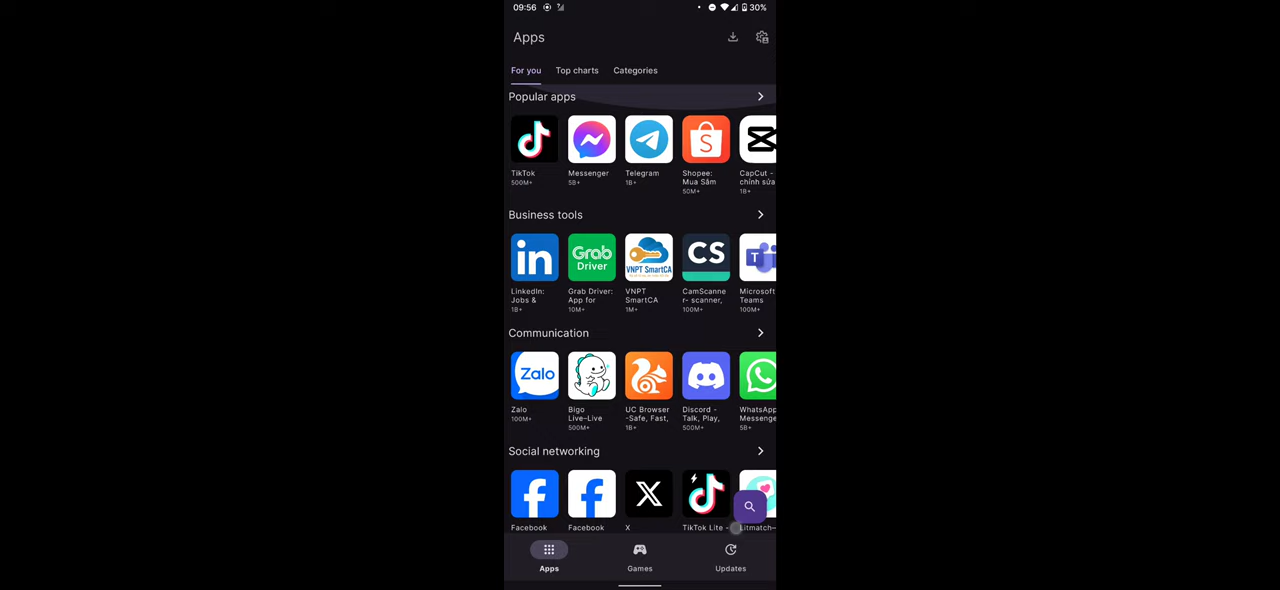 09:56 30%
Apps
For you Top charts Categories
Popular apps
TikTok Messenger Telegram Shopee: CapCut -
Mua Sắm chỉnh sửa
500M+ 5B+ 1B+ 50M+ 1B+
Business tools
in Grab Driver VNPT SmartCA CS T
LinkedIn: Grab Driver: VNPT CamScanne Microsoft
Jobs & App for SmartCA r- scanner, Teams
1B+ 10M+ 1M+ 100M+ 100M+
Communication
Zalo
Zalo Bigo UC Browser Discord - WhatsApp
Live–Live -Safe, Fast, Talk, Play, Messenger
100M+ 500M+ 1B+ 500M+ 5B+
Social networking
Facebook Facebook X TikTok Lite - Litmatch—
Apps Games Updates